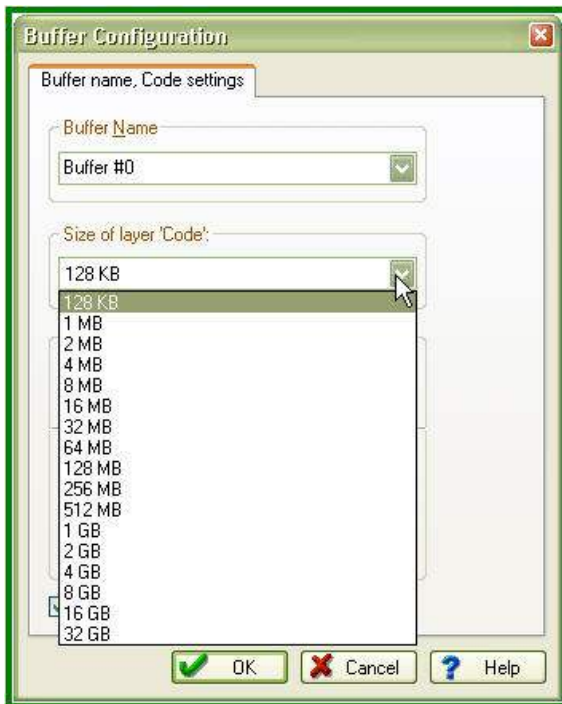 Buffer Configuration
Buffer name, Code settings
Buffer Name
Buffer #0
Size of layer 'Code':
128 KB
128 KB
1 MB
2 MB
4 MB
8 MB
16 MB
32 MB
64 MB
128 MB
256 MB
512 MB
1 GB
2 GB
4 GB
8 GB
16 GB
32 GB
OK
Cancel
Help